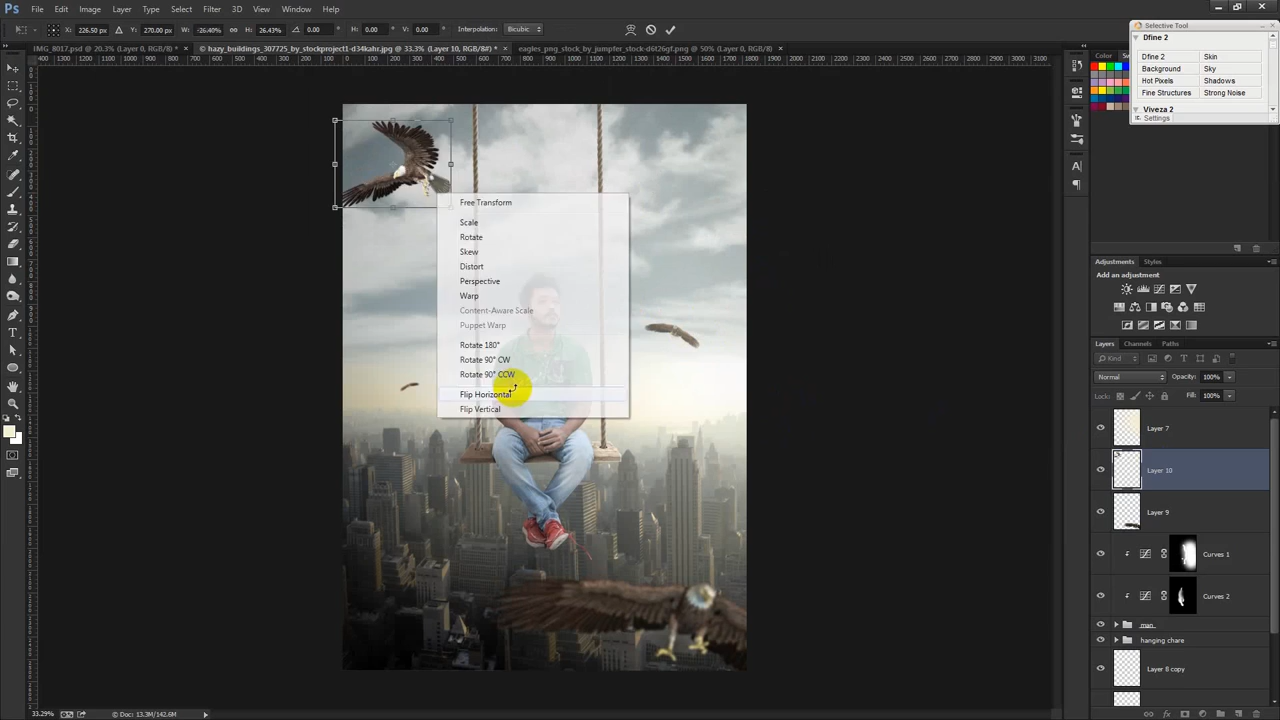 Ps File Edit Image Layer Type Select Filter 3D View Window Help
X: 226.50 px Y: 270.00 px W: -26.40% H: 26.43% 0.00 ° H: 0.00 ° V: 0.00 ° Interpolation: Bicubic
IMG_8017.psd @ 20.3% (Layer 0, RGB/8*) * ×
© hazy_buildings_307725_by_stockproject1-d34kahr.jpg @ 33.3% (Layer 10, RGB/8#) * ×
eagles_png_stock_by_jumpfer_stock-d6t26gf.png @ 50% (Layer 0, RGB/8) ×
Selective Tool
Dfine 2
Dfine 2 Skin
Background Sky
Hot Pixels Shadows
Fine Structures Strong Noise
Viveza 2
Settings
Free Transform
Scale
Rotate
Skew
Distort
Perspective
Warp
Content-Aware Scale
Puppet Warp
Rotate 180°
Rotate 90° CW
Rotate 90° CCW
Flip Horizontal
Flip Vertical
Adjustments Styles
Add an adjustment
Layers Channels Paths
Kind
Normal Opacity: 100%
Lock: Fill: 100%
Layer 7
Layer 10
Layer 9
Curves 1
Curves 2
man
hanging chare
Layer 8 copy
33.29% Doc: 13.3M/142.6M